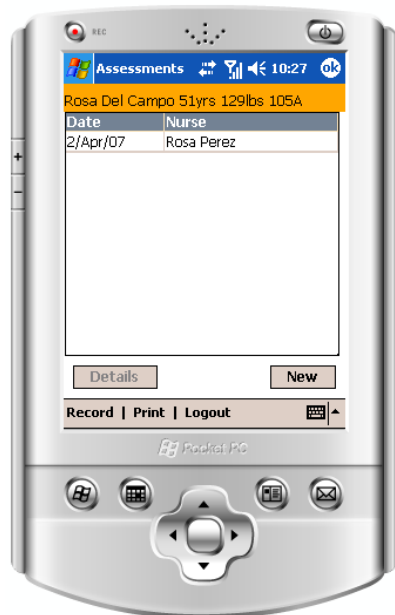 REC
Assessments 10:27 ok
Rosa Del Campo 51yrs 129lbs 105A
Date Nurse
2/Apr/07 Rosa Perez
Details New
Record | Print | Logout
Pocket PC